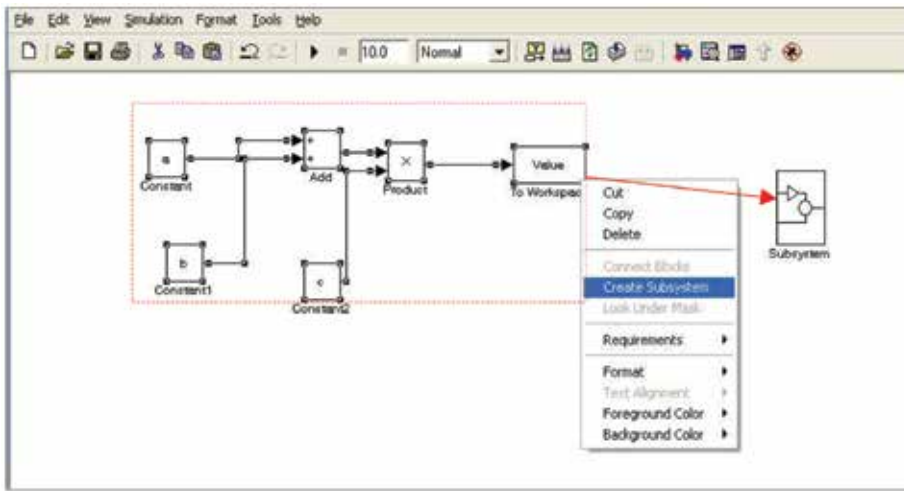 File Edit View Simulation Format Tools Help
10.0 Normal
a
Constant
Add
×
Product
Value
To Workspac
b
Constant1
c
Constant2
Subsystem
Cut
Copy
Delete
Connect Blocks
Create Subsystem
Look Under Mask
Requirements
Format
Text Alignment
Foreground Color
Background Color